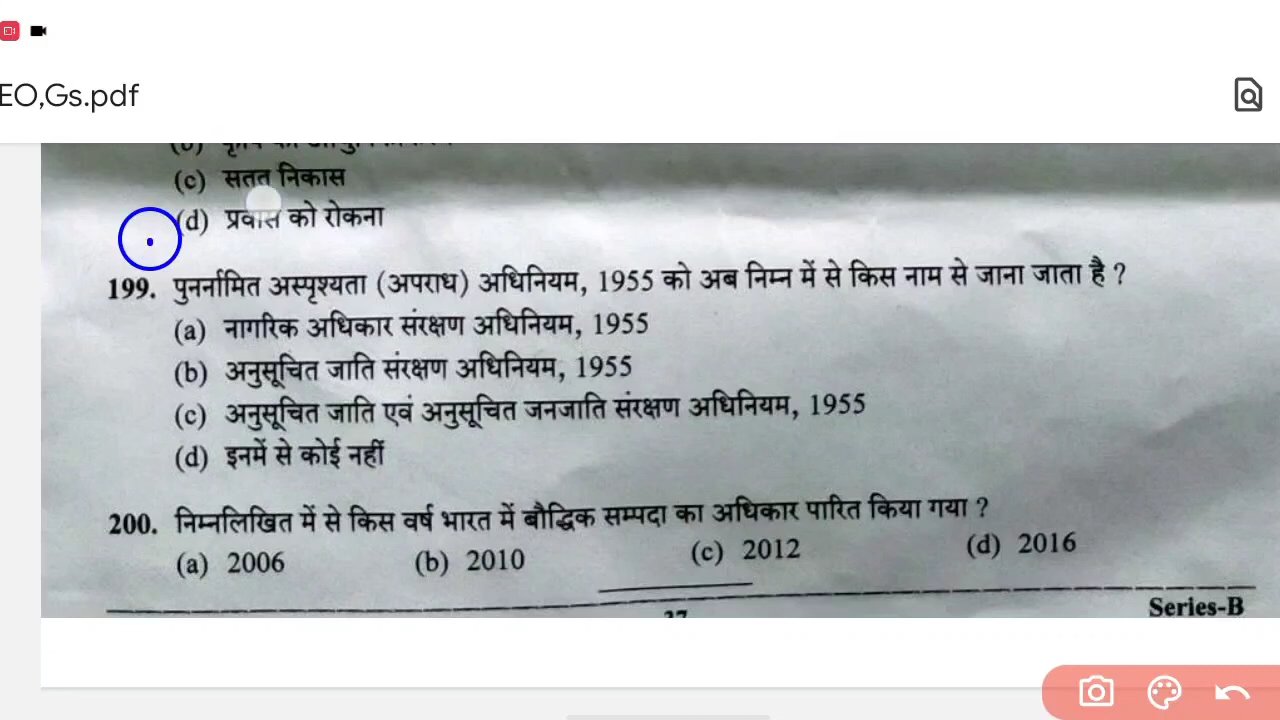 EO,Gs.pdf
(c) सतत निकास
(d) प्रवास को रोकना
199. पुनर्नामित अस्पृश्यता (अपराध) अधिनियम, 1955 को अब निम्न में से किस नाम से जाना जाता है ?
(a) नागरिक अधिकार संरक्षण अधिनियम, 1955
(b) अनुसूचित जाति संरक्षण अधिनियम, 1955
(c) अनुसूचित जाति एवं अनुसूचित जनजाति संरक्षण अधिनियम, 1955
(d) इनमें से कोई नहीं
200. निम्नलिखित में से किस वर्ष भारत में बौद्धिक सम्पदा का अधिकार पारित किया गया ?
(a) 2006 (b) 2010 (c) 2012 (d) 2016
Series-B